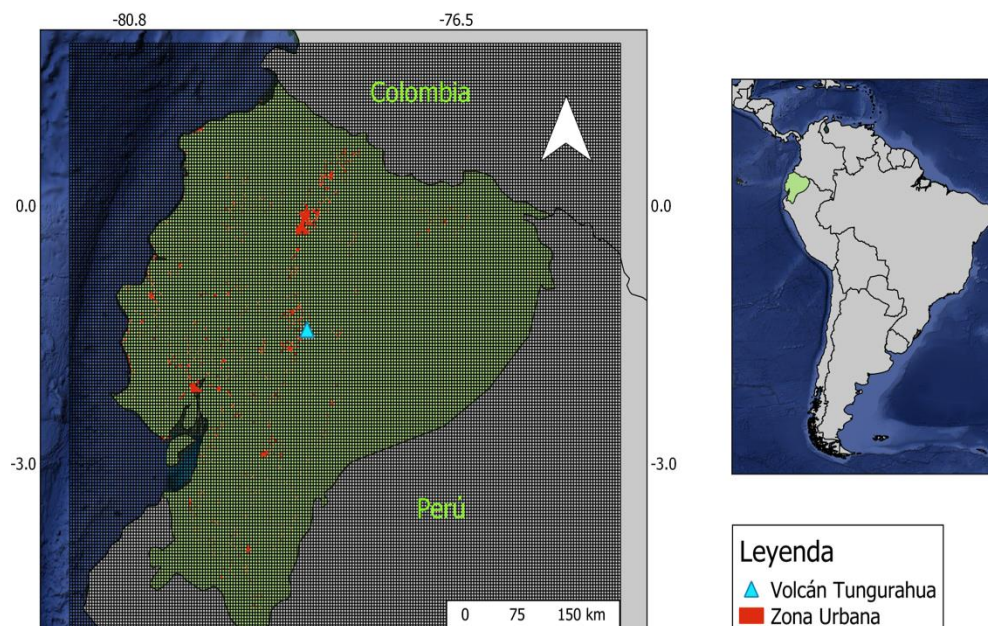 -80.8 -76.5
Colombia
0.0 0.0
-3.0 -3.0
Perú
0 75 150 km
Leyenda
Volcán Tungurahua
Zona Urbana